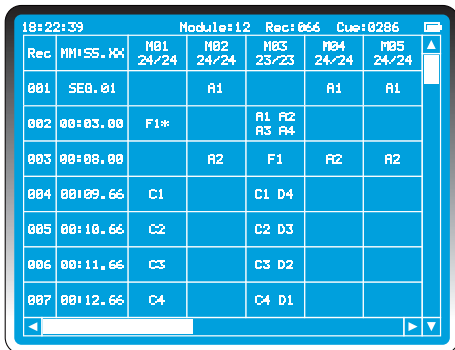 18:22:39 Module:12 Rec:066 Cue:0286
Rec MM:SS.XX M01 24/24 M02 24/24 M03 23/23 M04 24/24 M05 24/24
001 SEQ.01 A1 A1 A1
002 00:03.00 F1* A1 A2 A3 A4
003 00:08.00 A2 F1 A2 A2
004 00:09.66 C1 C1 D4
005 00:10.66 C2 C2 D3
006 00:11.66 C3 C3 D2
007 00:12.66 C4 C4 D1